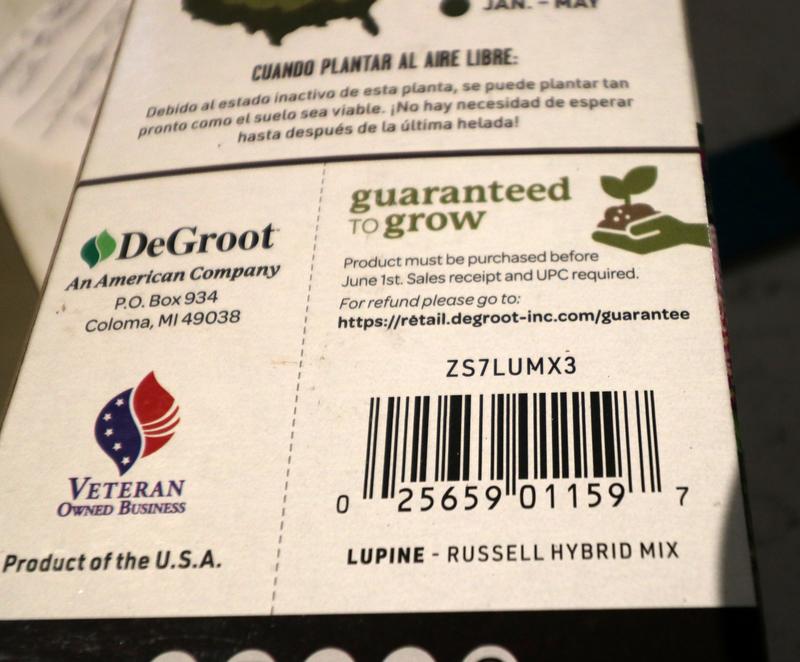 JAN. – MAY
CUANDO PLANTAR AL AIRE LIBRE:
Debido al estado inactivo de esta planta, se puede plantar tan
pronto como el suelo sea viable. ¡No hay necesidad de esperar
hasta después de la última helada!
DeGroot
An American Company
P.O. Box 934
Coloma, MI 49038
VETERAN
OWNED BUSINESS
Product of the U.S.A.
guaranteed
TO grow
Product must be purchased before
June 1st. Sales receipt and UPC required.
For refund please go to:
https://retail.degroot-inc.com/guarantee
ZS7LUMX3
0 25659 01159 7
LUPINE - RUSSELL HYBRID MIX